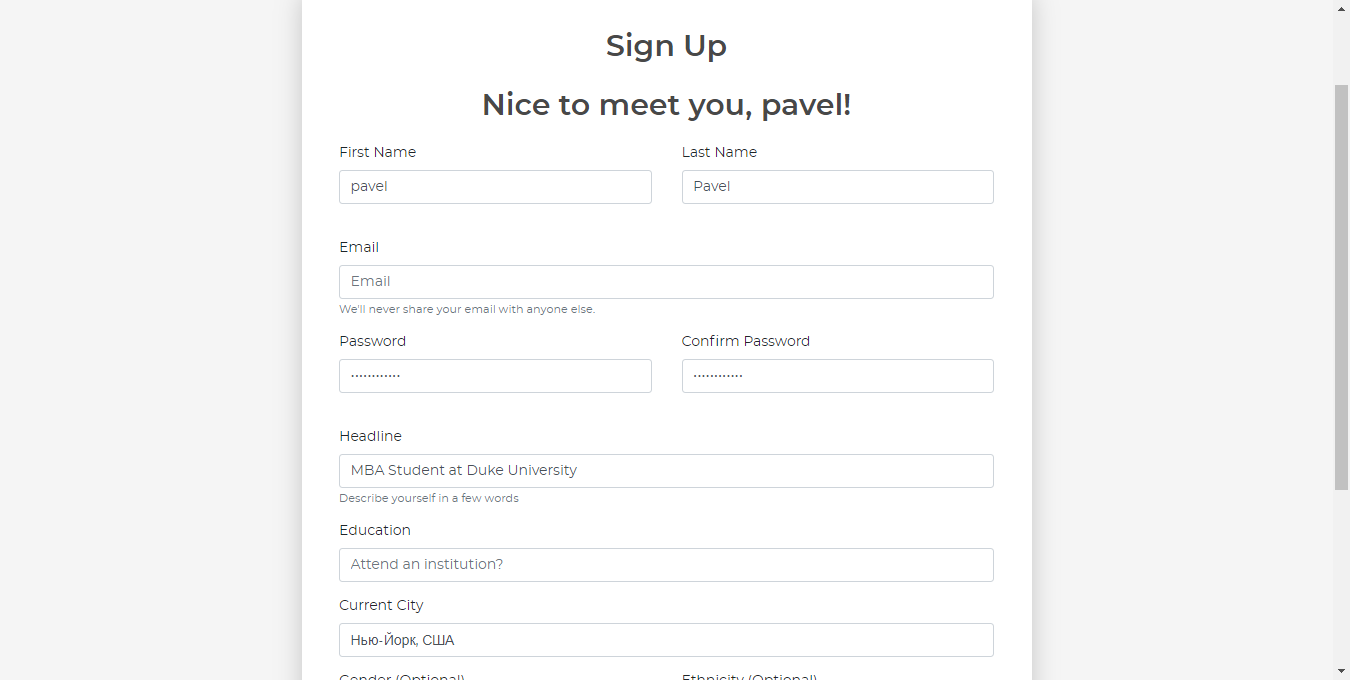 Sign Up
Nice to meet you, pavel!
First Name Last Name
pavel Pavel
Email
Email
We'll never share your email with anyone else.
Password Confirm Password
•••••••••••• ••••••••••••
Headline
MBA Student at Duke University
Describe yourself in a few words
Education
Attend an institution?
Current City
Нью-Йорк, США
Gender (Optional) Ethnicity (Optional)